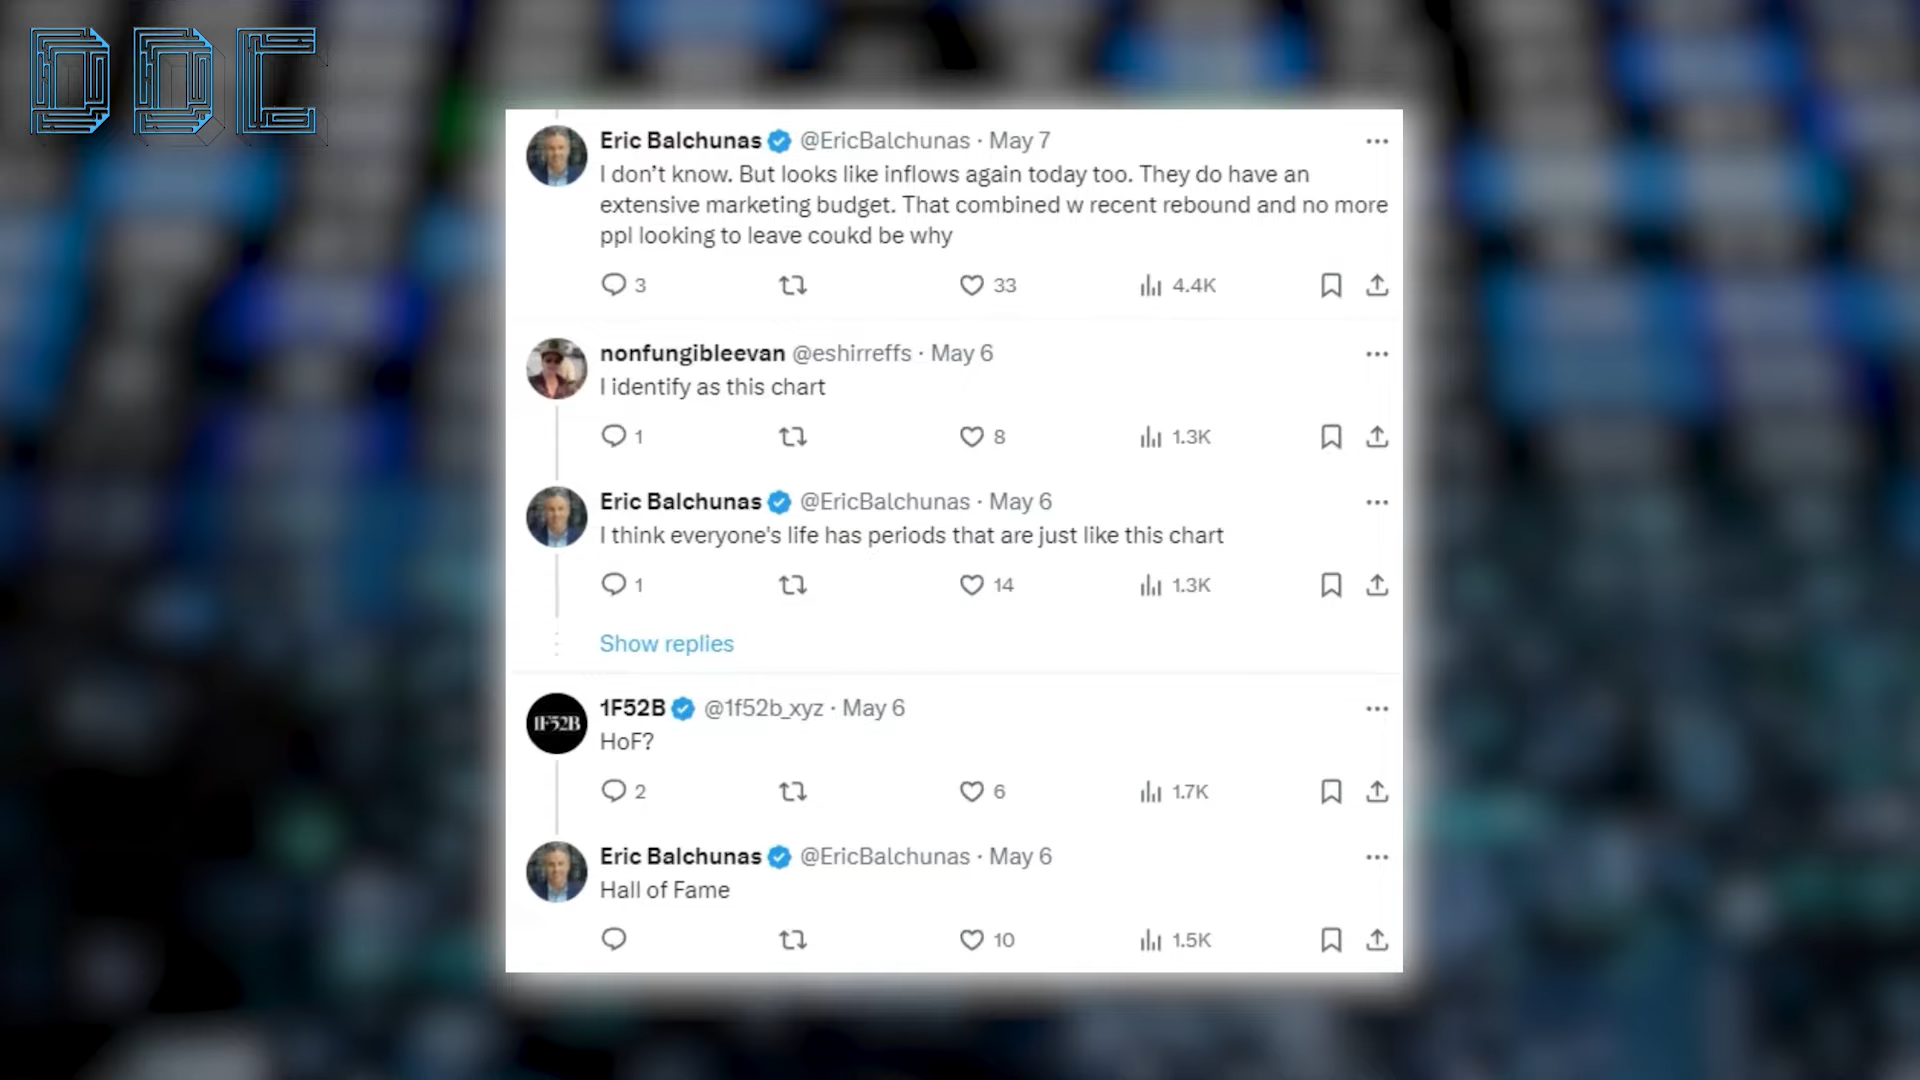 DDC
Eric Balchunas @EricBalchunas · May 7
I don’t know. But looks like inflows again today too. They do have an
extensive marketing budget. That combined w recent rebound and no more
ppl looking to leave coukd be why
3 33 4.4K
nonfungibleevan @eshirreffs · May 6
I identify as this chart
1 8 1.3K
Eric Balchunas @EricBalchunas · May 6
I think everyone's life has periods that are just like this chart
1 14 1.3K
Show replies
1F52B
1F52B @1f52b_xyz · May 6
HoF?
2 6 1.7K
Eric Balchunas @EricBalchunas · May 6
Hall of Fame
10 1.5K